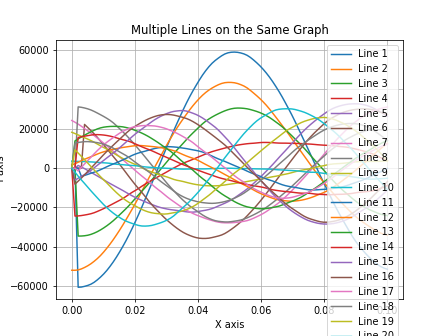 Multiple Lines on the Same Graph
60000
40000
20000
0
−20000
−40000
−60000
0.00
0.02
0.04
0.06
X axis
Line 1
Line 2
Line 3
Line 4
Line 5
Line 6
Line 7
Line 8
Line 10
Line 11
Line 12
Line 13
Line 14
Line 15
Line 16
Line 17
Line 18
Line 19
Line 20